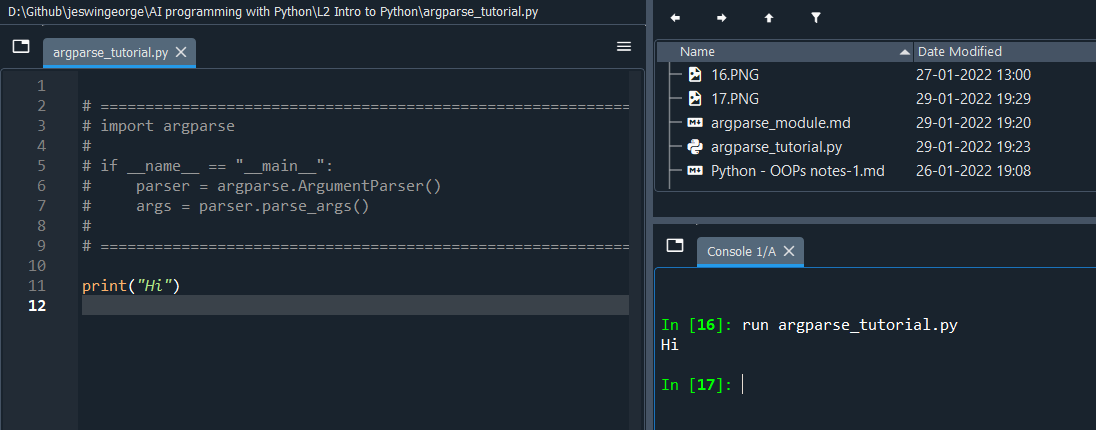 D:\Github\jeswingeorge\AI programming with Python\L2 Intro to Python\argparse_tutorial.py
argparse_tutorial.py
1
2 # ===========================================================
3 # import argparse
4 #
5 # if __name__ == "__main__":
6 #     parser = argparse.ArgumentParser()
7 #     args = parser.parse_args()
8 #
9 # ===========================================================
10
11 print("Hi")
12
Name Date Modified
16.PNG 27-01-2022 13:00
17.PNG 29-01-2022 19:29
argparse_module.md 29-01-2022 19:20
argparse_tutorial.py 29-01-2022 19:23
Python - OOPs notes-1.md 26-01-2022 19:08
Console 1/A
In [16]: run argparse_tutorial.py
Hi
In [17]: